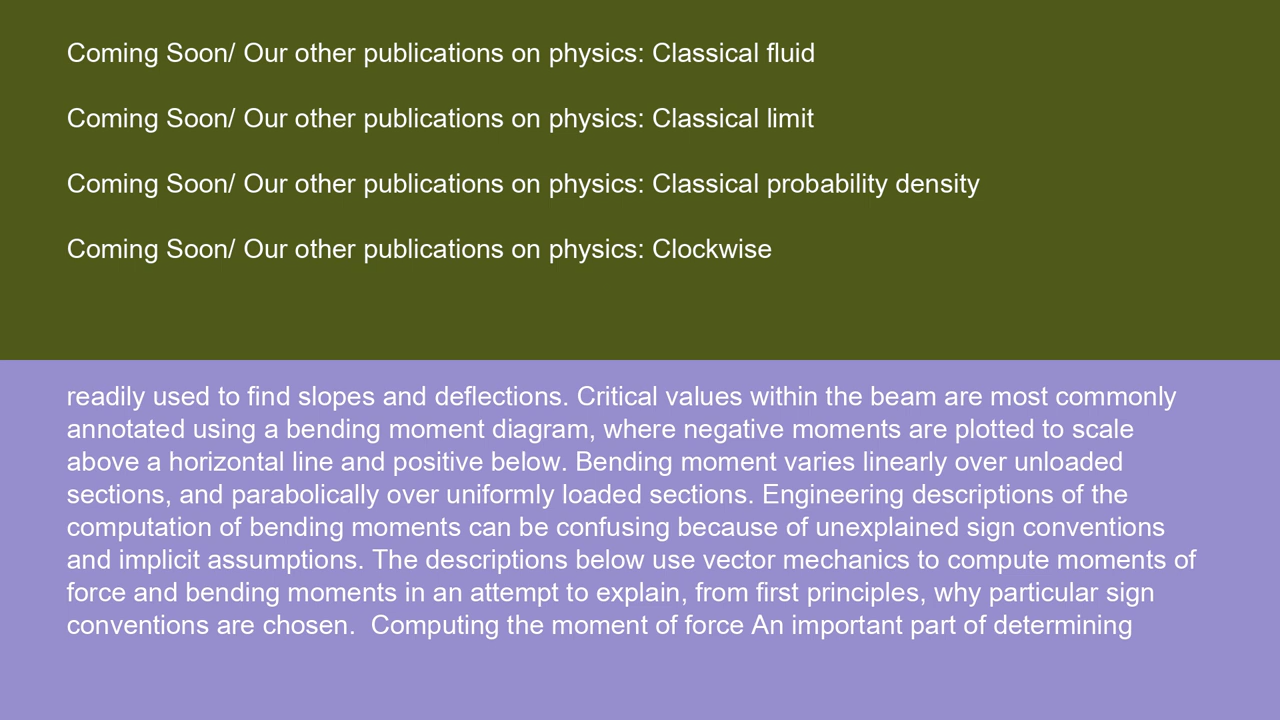 Coming Soon/ Our other publications on physics: Classical fluid
Coming Soon/ Our other publications on physics: Classical limit
Coming Soon/ Our other publications on physics: Classical probability density
Coming Soon/ Our other publications on physics: Clockwise
readily used to find slopes and deflections. Critical values within the beam are most commonly
annotated using a bending moment diagram, where negative moments are plotted to scale
above a horizontal line and positive below. Bending moment varies linearly over unloaded
sections, and parabolically over uniformly loaded sections. Engineering descriptions of the
computation of bending moments can be confusing because of unexplained sign conventions
and implicit assumptions. The descriptions below use vector mechanics to compute moments of
force and bending moments in an attempt to explain, from first principles, why particular sign
conventions are chosen.  Computing the moment of force An important part of determining